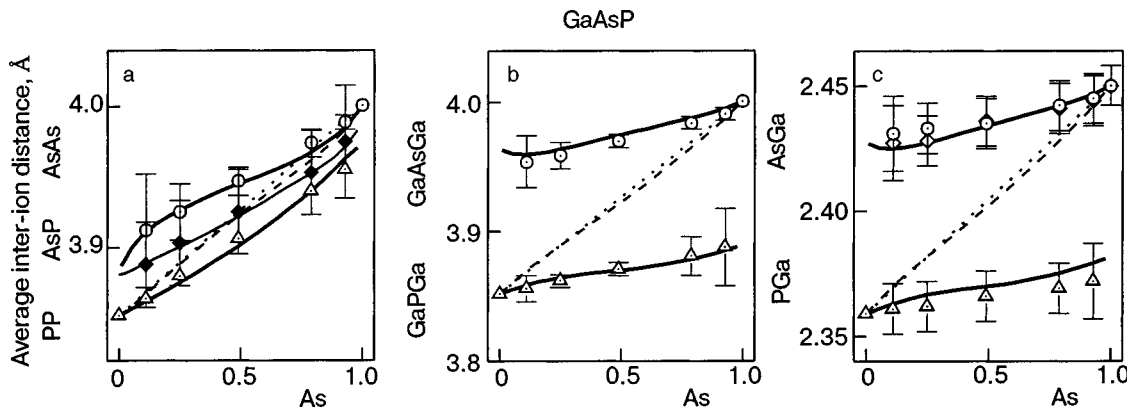 GaAsP
Average inter-ion distance, Å
PP AsP AsAs
a
4.0
3.9
0 0.5 1.0
As
GaPGa GaAsGa
b
4.0
3.9
3.8
0 0.5 1.0
As
PGa AsGa
c
2.45
2.40
2.35
0 0.5 1.0
As